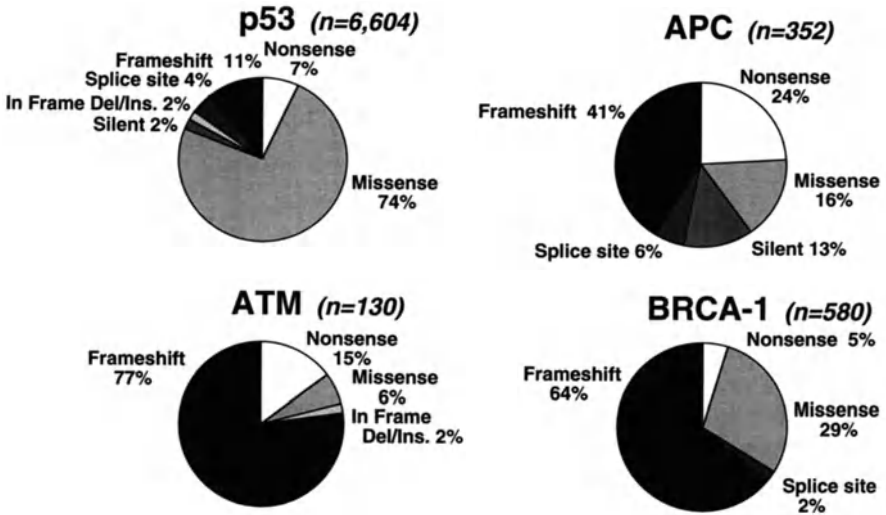 p53 (n=6,604)
Frameshift 11%
Splice site 4%
In Frame Del/Ins. 2%
Silent 2%
Nonsense
7%
Missense
74%
APC (n=352)
Frameshift 41%
Nonsense
24%
Missense
16%
Splice site 6%
Silent 13%
ATM (n=130)
Frameshift
77%
Nonsense
15%
Missense
6%
In Frame
Del/Ins. 2%
BRCA-1 (n=580)
Nonsense 5%
Frameshift
64%
Missense
29%
Splice site
2%